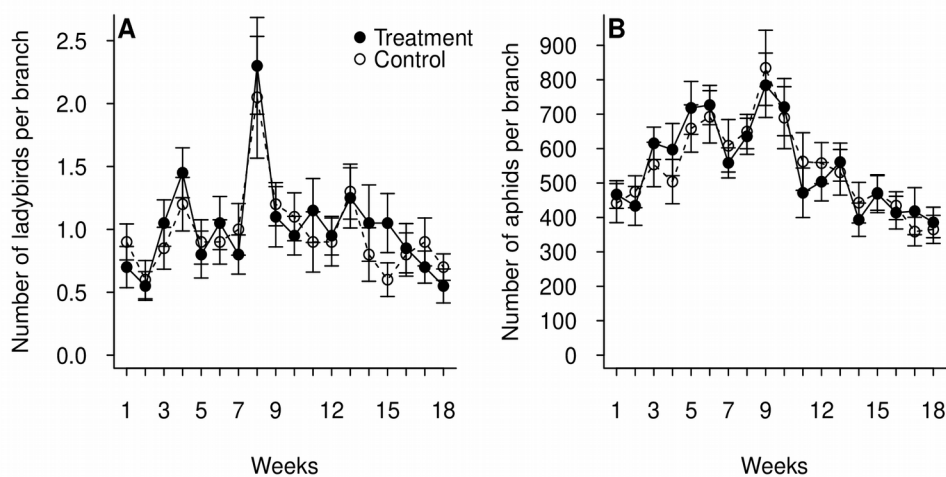 A
Number of ladybirds per branch
2.5
2.0
1.5
1.0
0.5
0.0
Treatment
Control
1 3 5 7 9 12 15 18
Weeks
B
Number of aphids per branch
900
800
700
600
500
400
300
200
100
0
1 3 5 7 9 12 15 18
Weeks